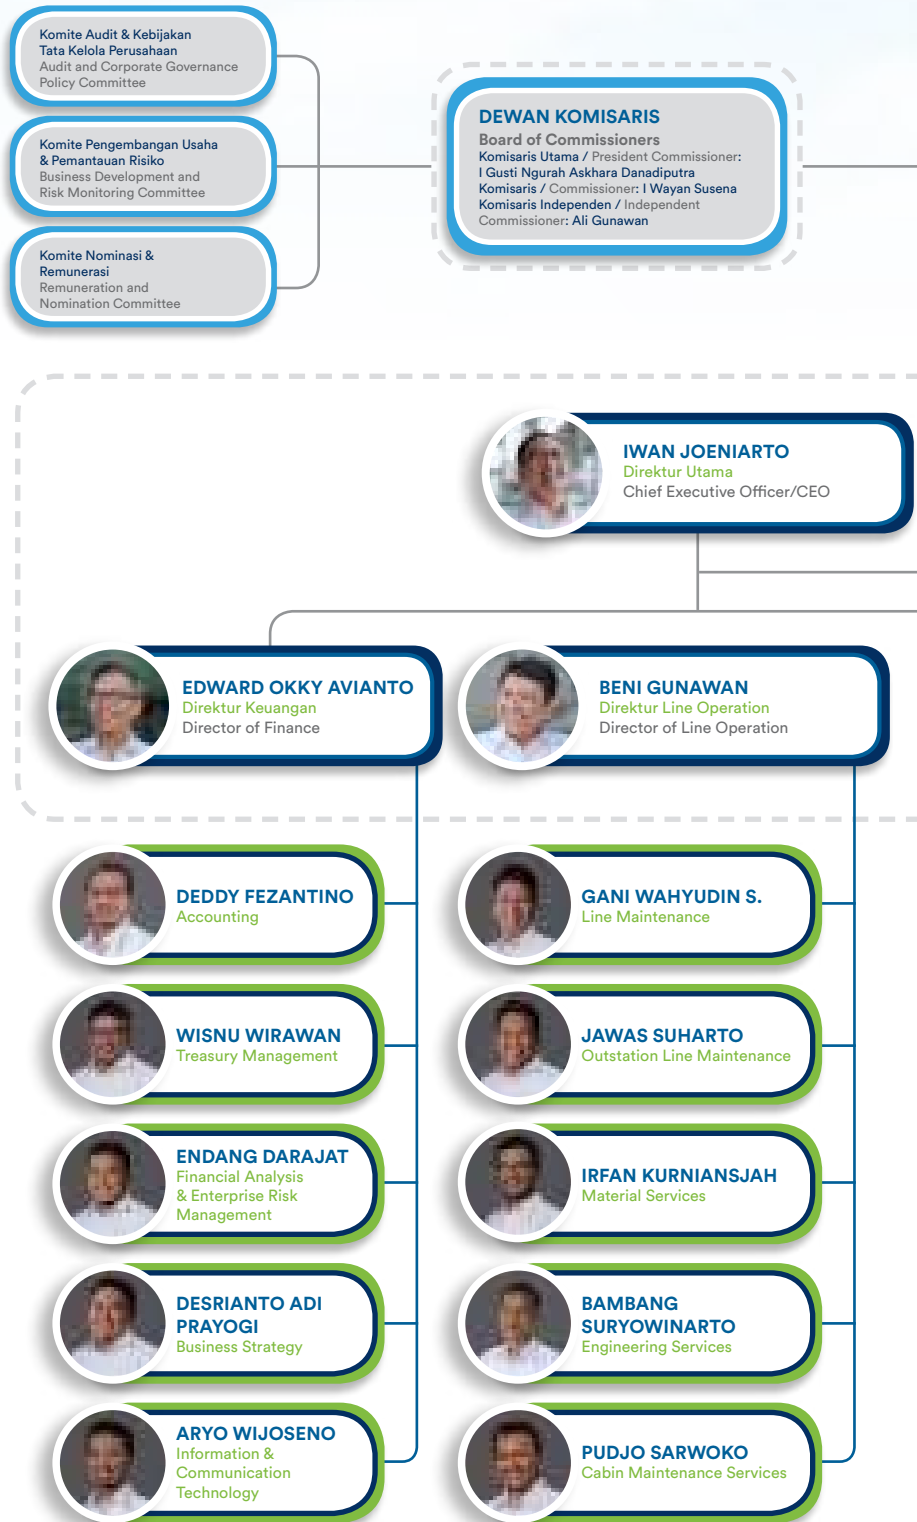 Komite Audit & Kebijakan
Tata Kelola Perusahaan
Audit and Corporate Governance
Policy Committee
Komite Pengembangan Usaha
& Pemantauan Risiko
Business Development and
Risk Monitoring Committee
Komite Nominasi &
Remunerasi
Remuneration and
Nomination Committee
DEWAN KOMISARIS
Board of Commissioners
Komisaris Utama / President Commissioner:
I Gusti Ngurah Askhara Danadiputra
Komisaris / Commissioner: I Wayan Susena
Komisaris Independen / Independent
Commissioner: Ali Gunawan
IWAN JOENIARTO
Direktur Utama
Chief Executive Officer/CEO
EDWARD OKKY AVIANTO
Direktur Keuangan
Director of Finance
BENI GUNAWAN
Direktur Line Operation
Director of Line Operation
DEDDY FEZANTINO
Accounting
WISNU WIRAWAN
Treasury Management
ENDANG DARAJAT
Financial Analysis
& Enterprise Risk
Management
DESRIANTO ADI
PRAYOGI
Business Strategy
ARYO WIJOSENO
Information &
Communication
Technology
GANI WAHYUDIN S.
Line Maintenance
JAWAS SUHARTO
Outstation Line Maintenance
IRFAN KURNIANSJAH
Material Services
BAMBANG
SURYOWINARTO
Engineering Services
PUDJO SARWOKO
Cabin Maintenance Services